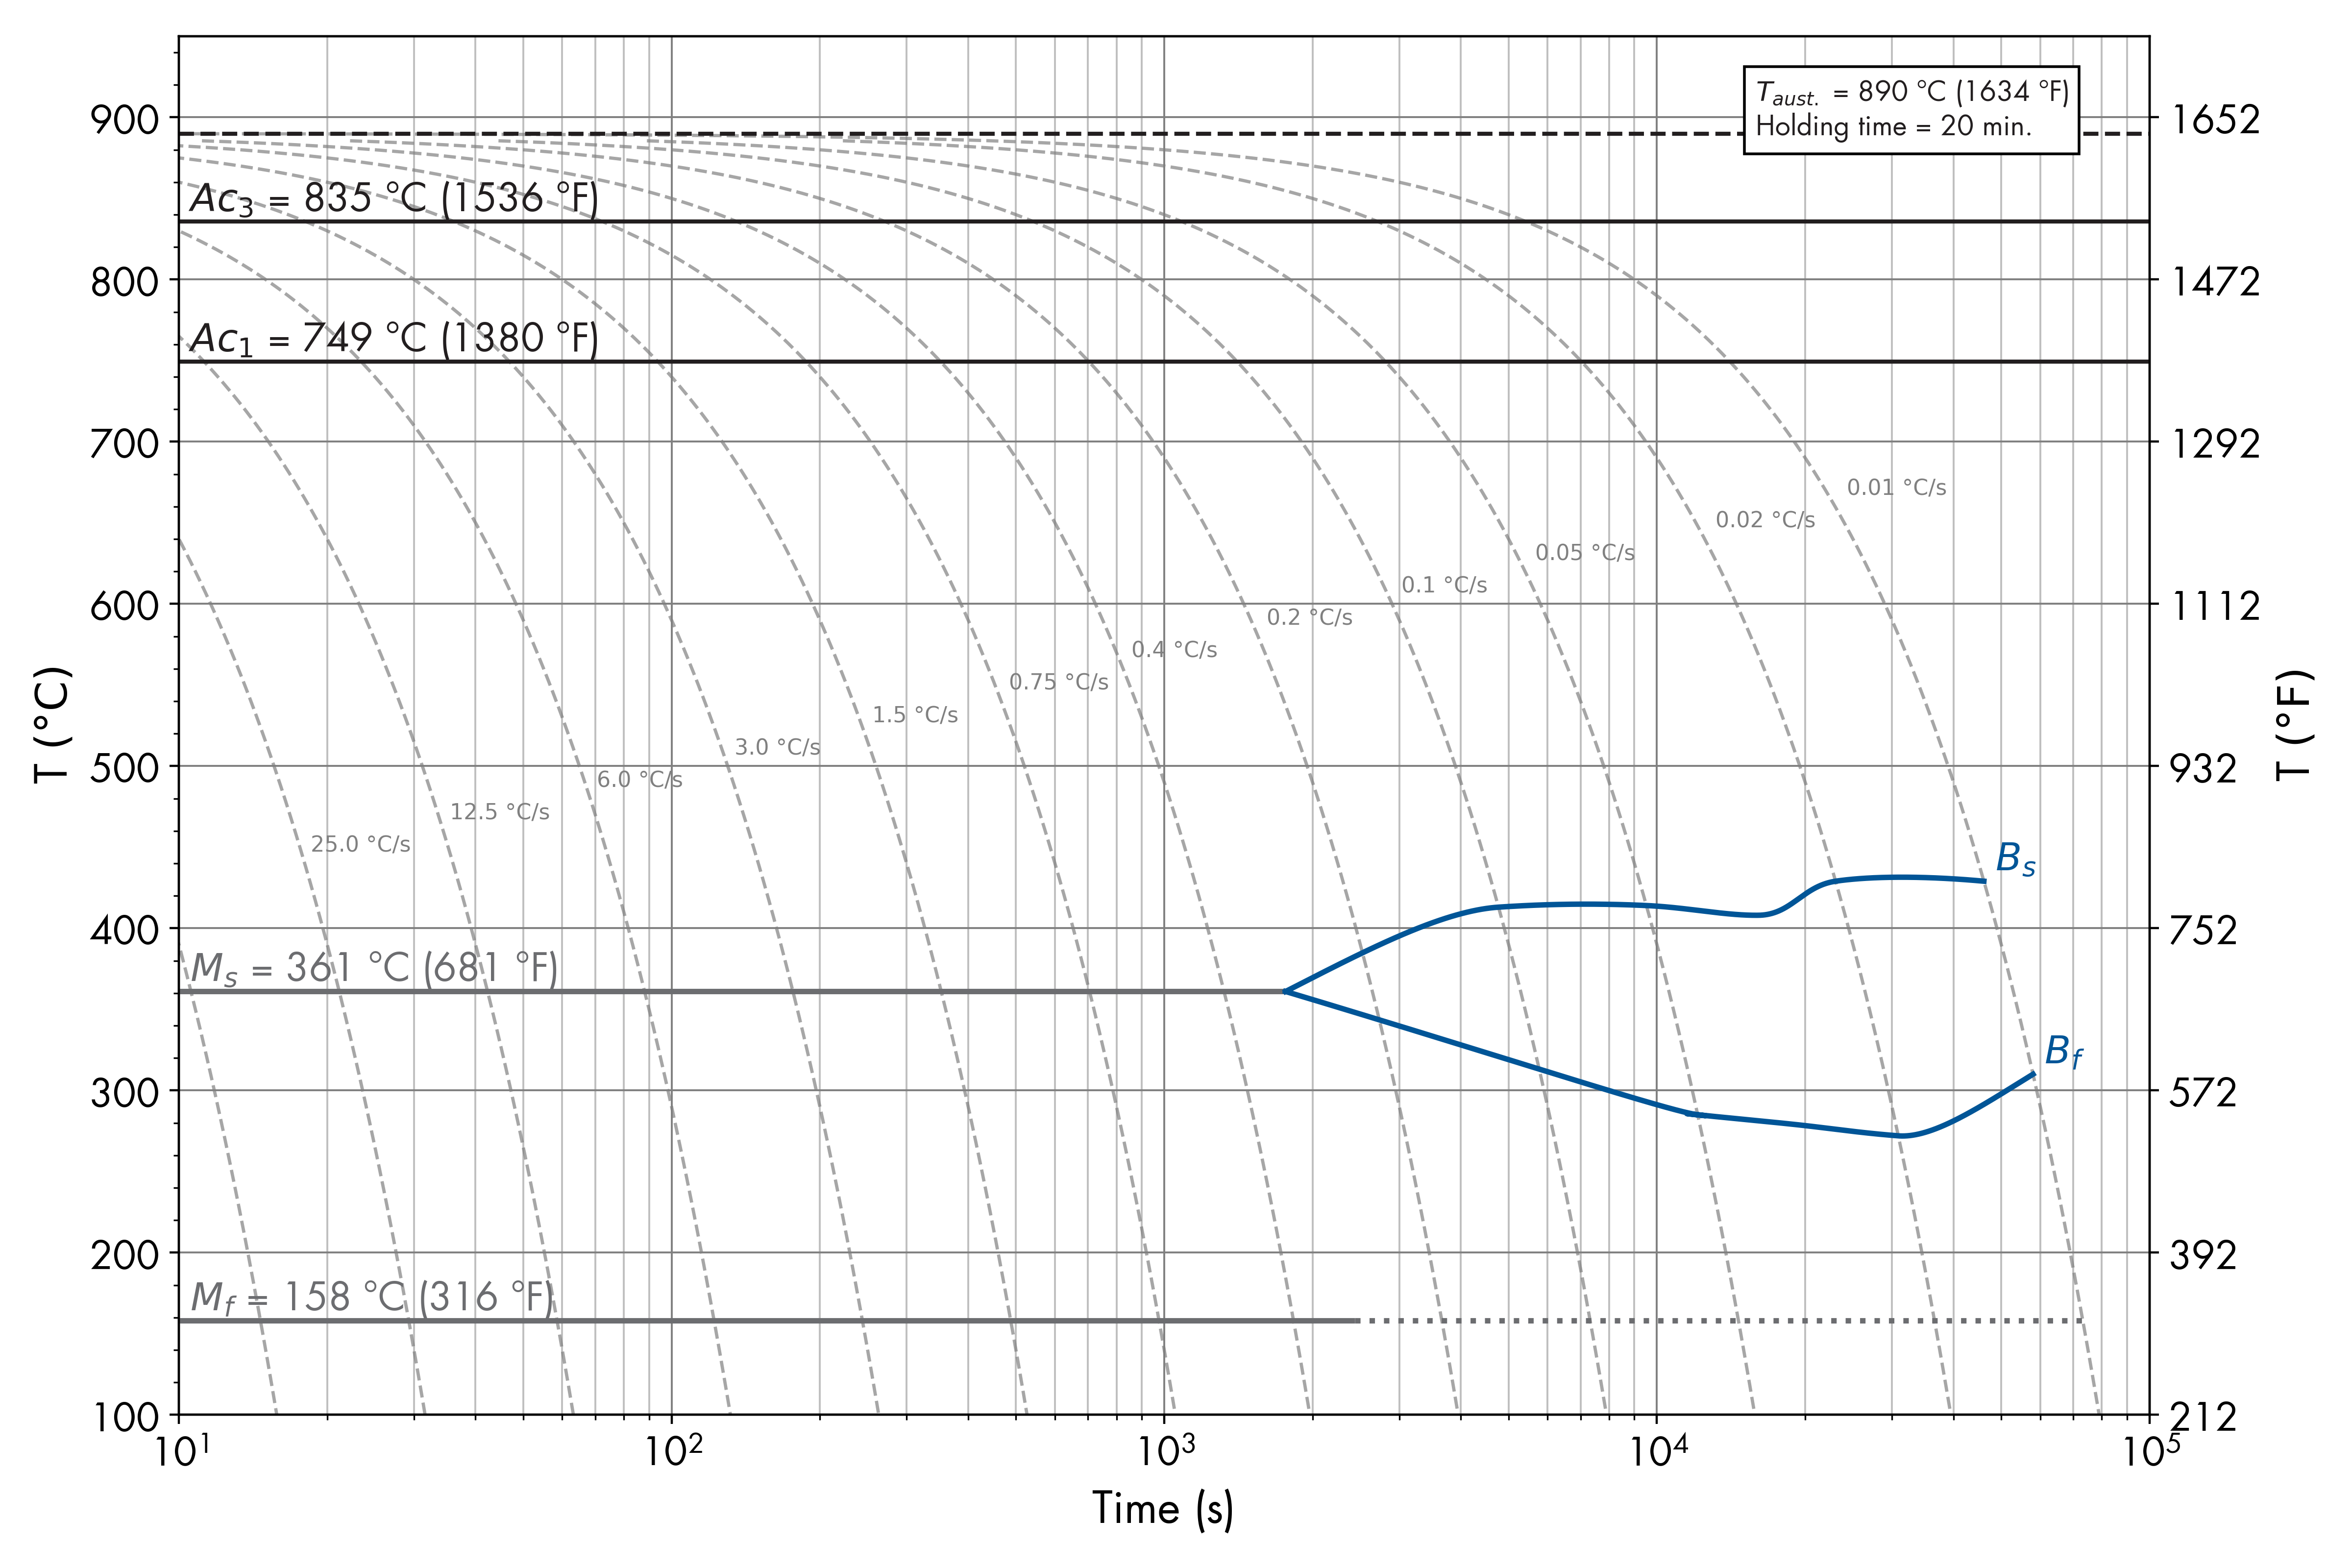 T_aust. = 890 °C (1634 °F)
Holding time = 20 min.
900
1652
Ac₃ = 835 °C (1536 °F)
800
1472
Ac₁ = 749 °C (1380 °F)
700
1292
0.01 °C/s
0.02 °C/s
0.05 °C/s
0.1 °C/s
600
1112
0.2 °C/s
0.4 °C/s
0.75 °C/s
1.5 °C/s
3.0 °C/s
T (°C)
T (°F)
500
932
6.0 °C/s
12.5 °C/s
25.0 °C/s
Bₛ
400
752
Mₛ = 361 °C (681 °F)
B_f
300
572
200
392
M_f = 158 °C (316 °F)
100
212
10¹
10²
10³
10⁴
10⁵
Time (s)